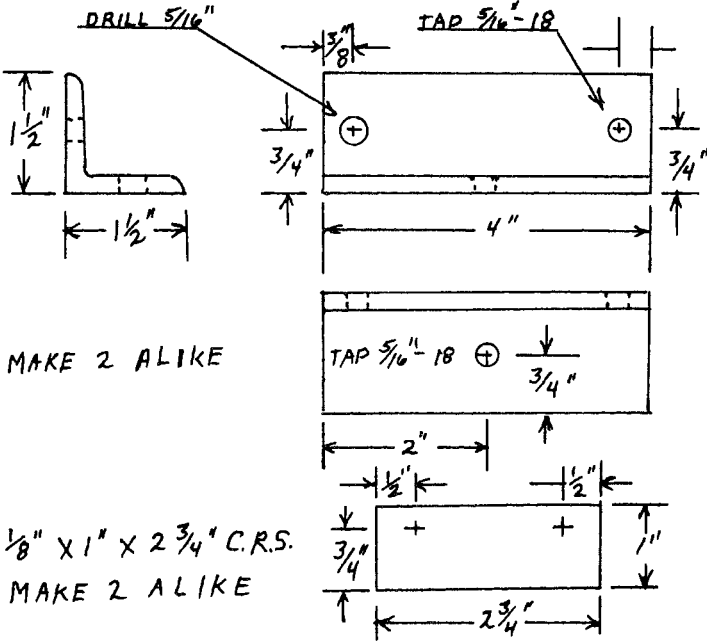 DRILL 5/16"
TAP 5/16"-18
3/8"
1 1/2"
3/4"
3/4"
1 1/2"
4"
MAKE 2 ALIKE
TAP 5/16"-18
3/4"
2"
1/2"
1/2"
1/8" X 1" X 2 3/4" C.R.S.
3/4"
1"
MAKE 2 ALIKE
2 3/4"